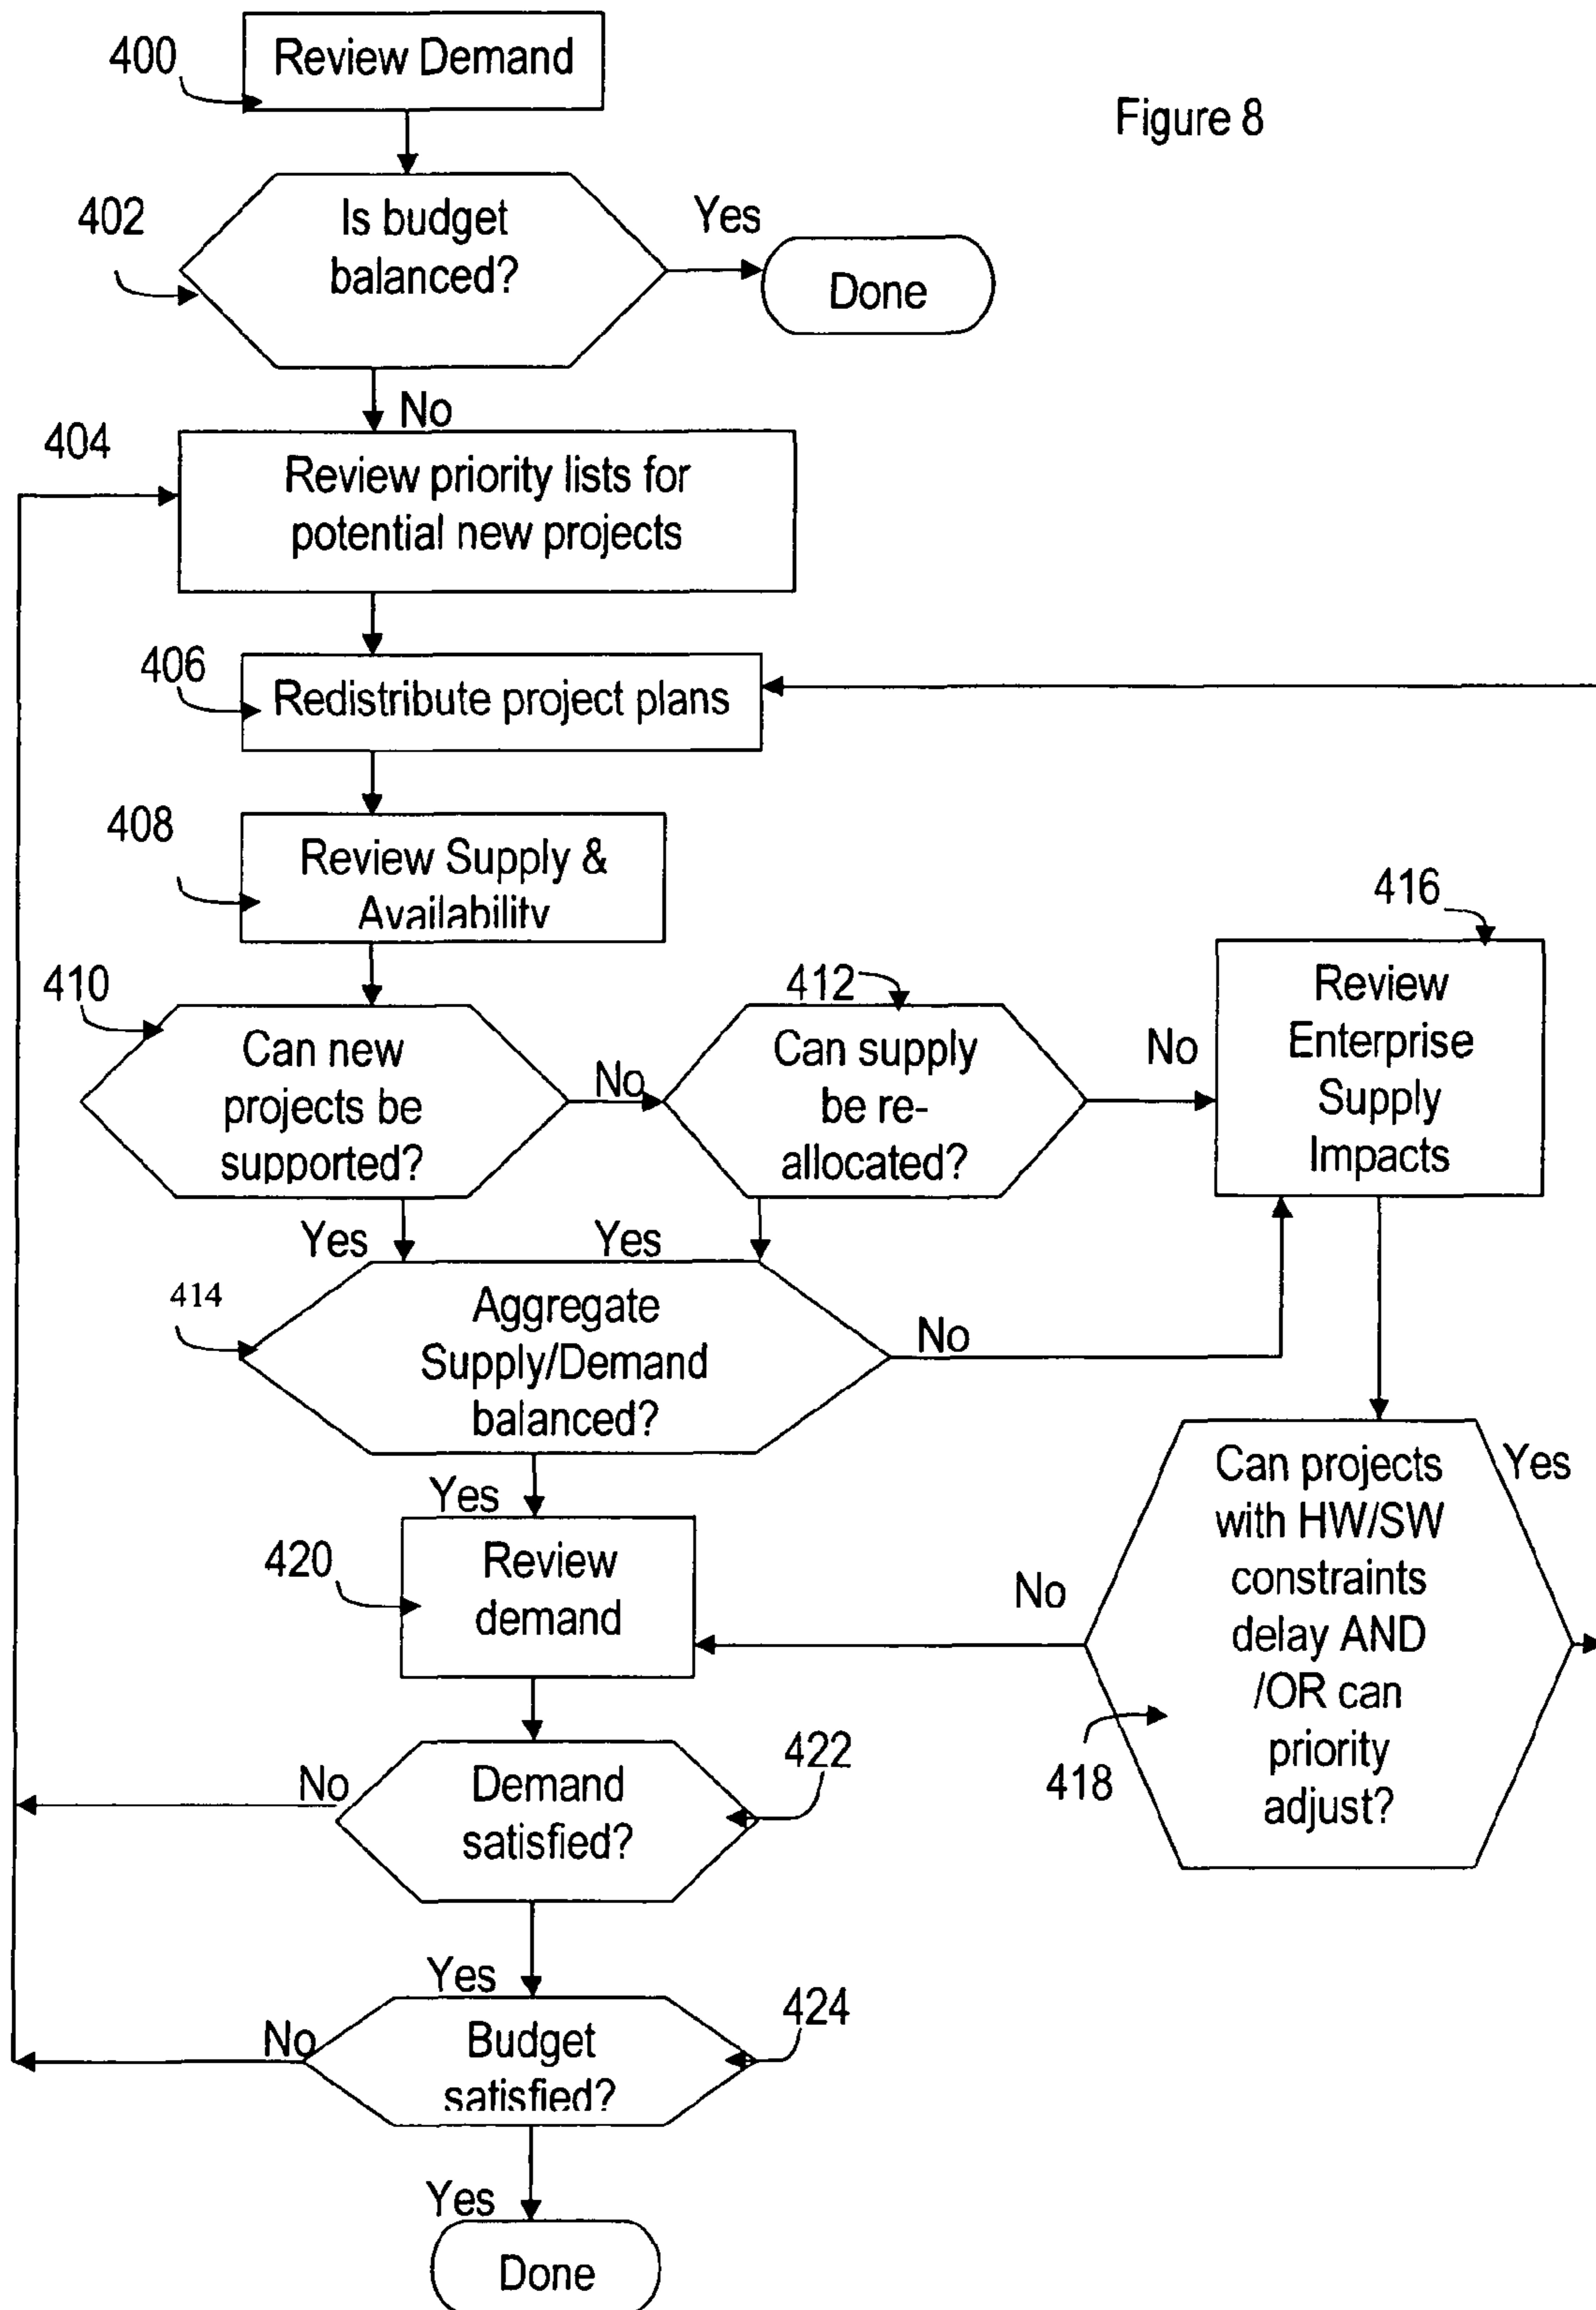 400
Review Demand
Figure 8
402
Is budget
balanced?
Yes
Done
No
404
Review priority lists for
potential new projects
406
Redistribute project plans
408
Review Supply &
Availability
410
Can new
projects be
supported?
No
412
Can supply
be re-
allocated?
No
416
Review
Enterprise
Supply
Impacts
Yes
Yes
414
Aggregate
Supply/Demand
balanced?
No
Yes
420
Review
demand
No
Can projects
with HW/SW
constraints
delay AND
/OR can
priority
adjust?
Yes
418
No
Demand
satisfied?
422
Yes
No
Budget
satisfied?
424
Yes
Done